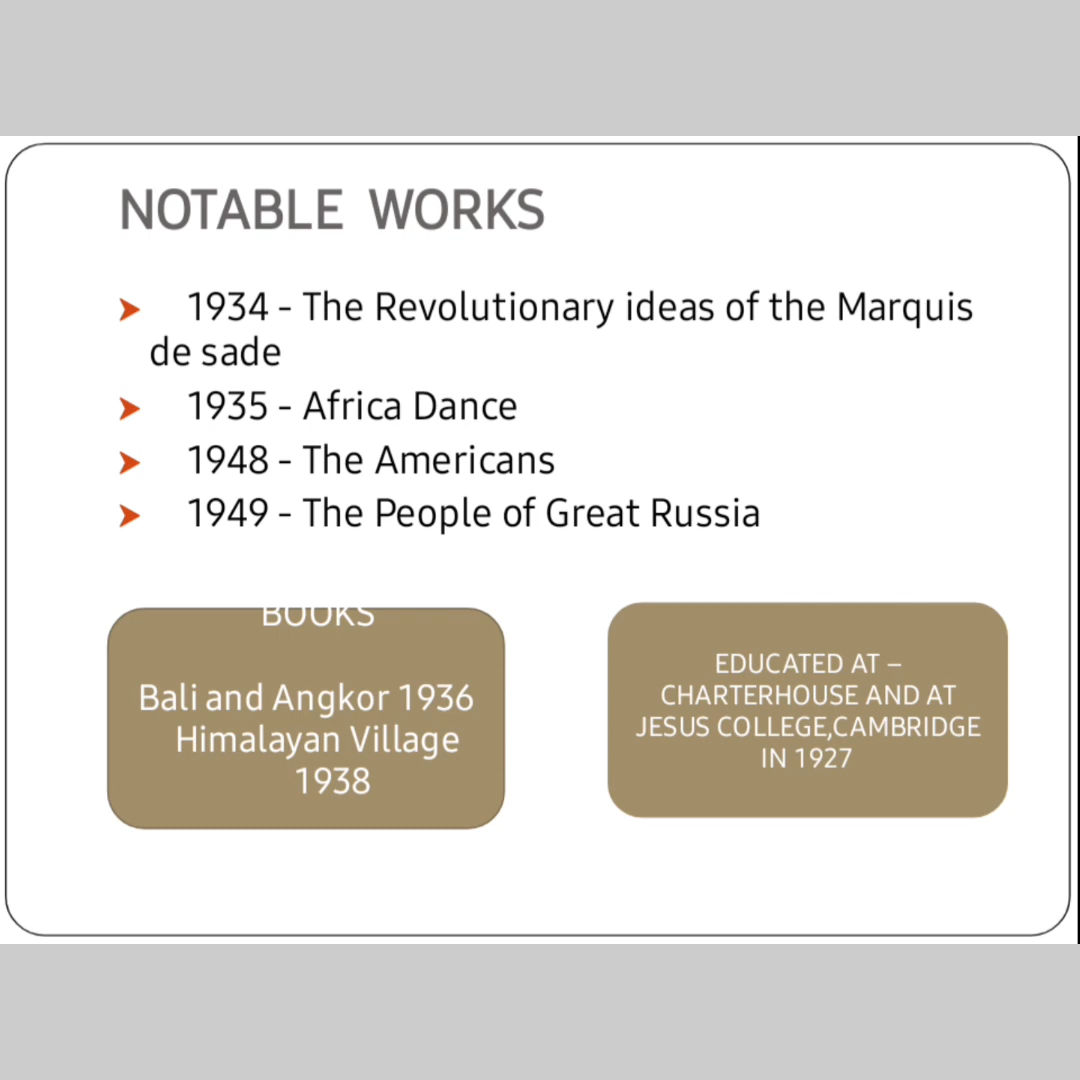 NOTABLE WORKS
➤ 1934 - The Revolutionary ideas of the Marquis
de sade
➤ 1935 - Africa Dance
➤ 1948 - The Americans
➤ 1949 - The People of Great Russia
BOOKS
Bali and Angkor 1936
Himalayan Village
1938
EDUCATED AT –
CHARTERHOUSE AND AT
JESUS COLLEGE,CAMBRIDGE
IN 1927